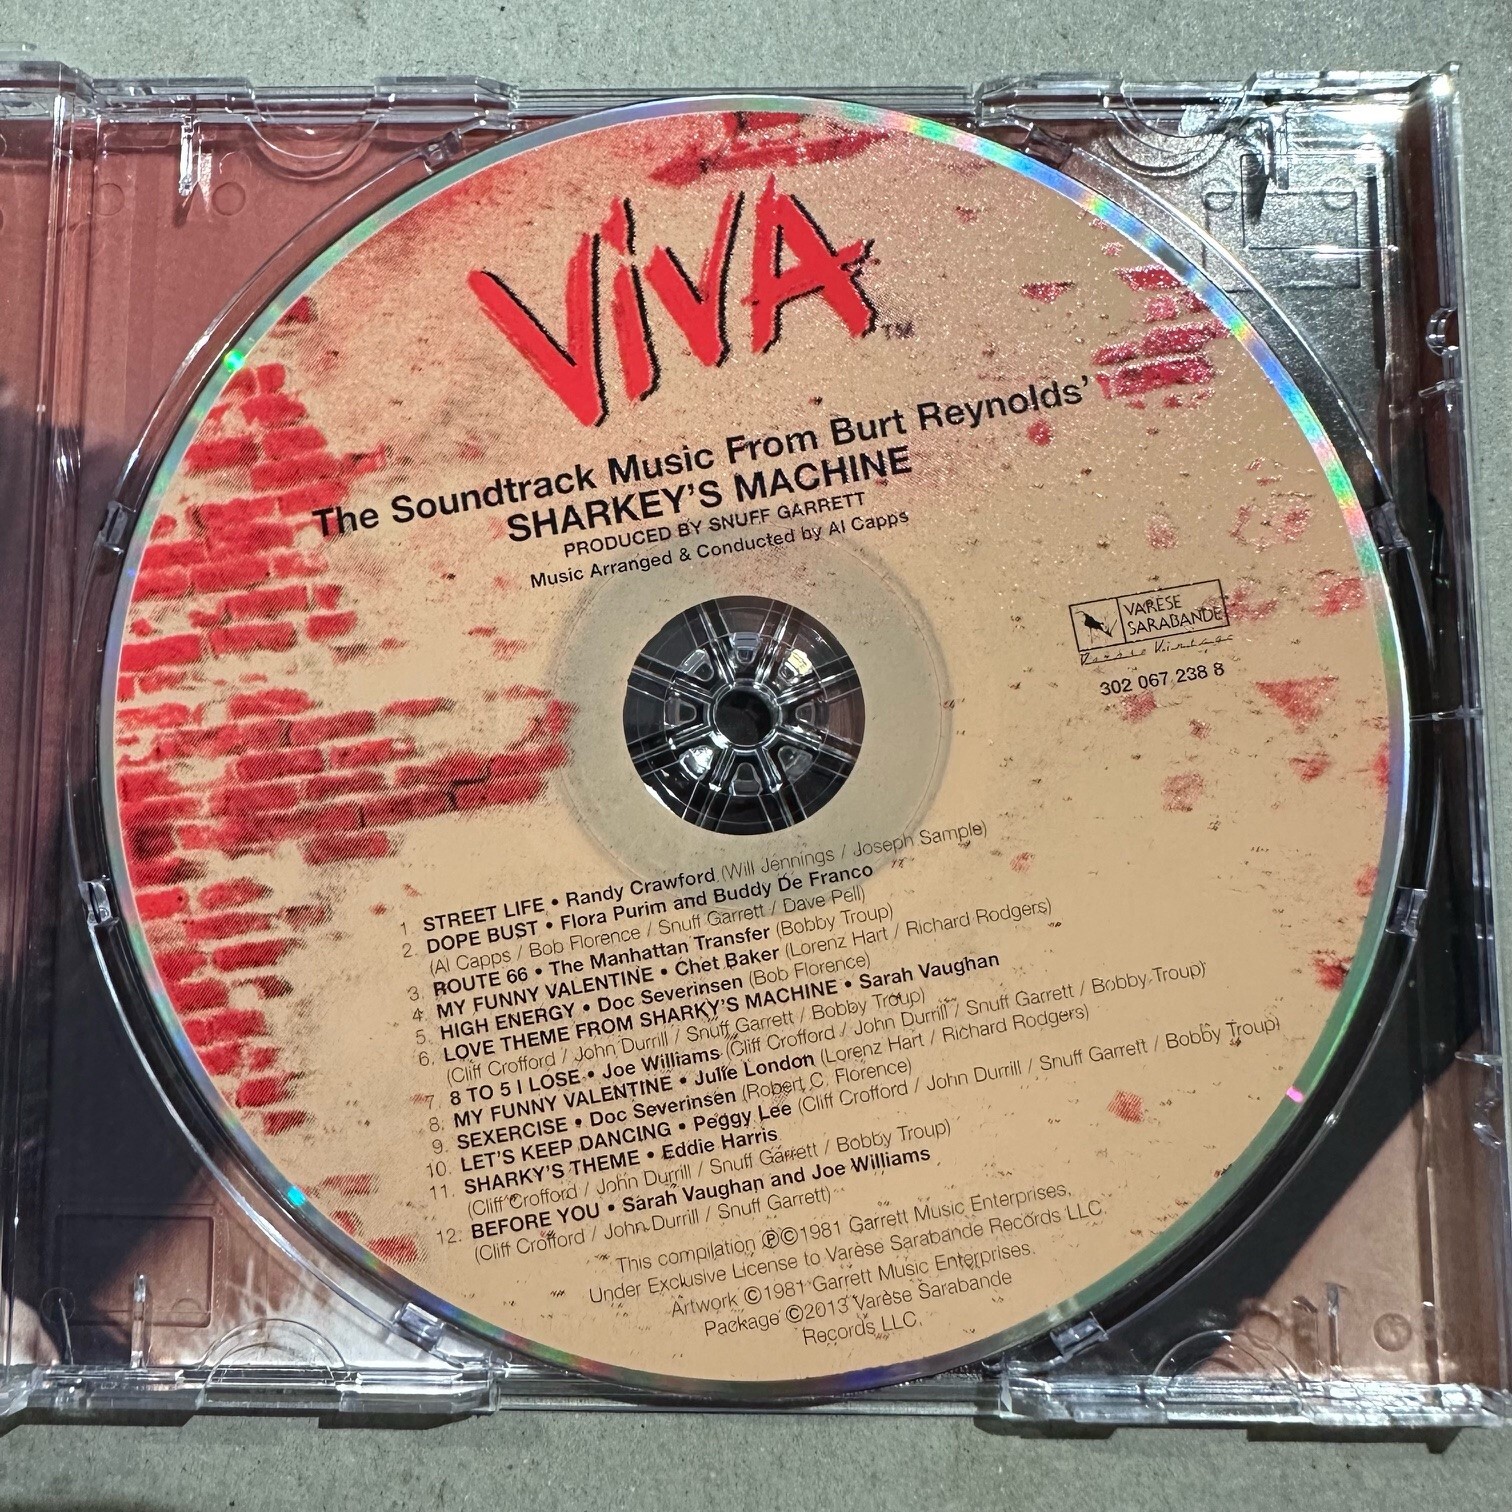 ViVA TM
The Soundtrack Music From Burt Reynolds'
SHARKEY'S MACHINE
PRODUCED BY SNUFF GARRETT
Music Arranged & Conducted by Al Capps
VARÈSE
SARABANDE
302 067 238 8
1. STREET LIFE • Randy Crawford (Will Jennings / Joseph Sample)
2. DOPE BUST • Flora Purim and Buddy De Franco
(Al Capps / Bob Florence / Snuff Garrett / Dave Pell)
3. ROUTE 66 • The Manhattan Transfer (Bobby Troup)
4. MY FUNNY VALENTINE • Chet Baker (Lorenz Hart / Richard Rodgers)
5. HIGH ENERGY • Doc Severinsen (Bob Florence)
6. LOVE THEME FROM SHARKY'S MACHINE • Sarah Vaughan
(Cliff Crofford / John Durrill / Snuff Garrett / Bobby Troup)
7. 8 TO 5 I LOSE • Joe Williams (Cliff Crofford / John Durrill / Snuff Garrett / Bobby Troup)
8. MY FUNNY VALENTINE • Julie London (Lorenz Hart / Richard Rodgers)
9. SEXERCISE • Doc Severinsen (Robert C. Florence)
10. LET'S KEEP DANCING • Peggy Lee (Cliff Crofford / John Durrill / Snuff Garrett / Bobby Troup)
11. SHARKY'S THEME • Eddie Harris
(Cliff Crofford / John Durrill / Snuff Garrett / Bobby Troup)
12. BEFORE YOU • Sarah Vaughan and Joe Williams
(Cliff Crofford / John Durrill / Snuff Garrett)
This compilation ℗©1981 Garrett Music Enterprises,
Under Exclusive License to Varèse Sarabande Records LLC.
Artwork ©1981 Garrett Music Enterprises.
Package ©2013 Varèse Sarabande
Records LLC.